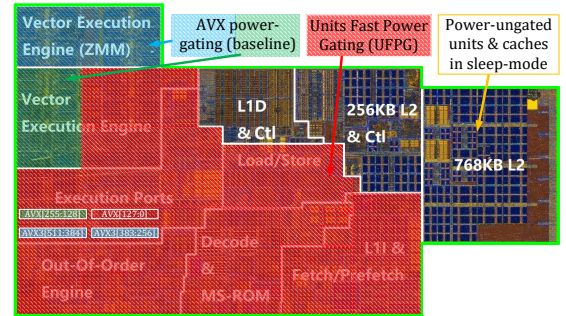 Vector Execution
Engine (ZMM)
AVX power-
gating (baseline)
Units Fast Power
Gating (UFPG)
Power-ungated
units & caches
in sleep-mode
Vector
Execution Engine
L1D
& Ctl
256KB L2
& Ctl
768KB L2
Load/Store
Execution Ports
AVX[255:128]
AVX[127:0]
AVX3[511:384]
AVX3[383:256]
Out-Of-Order
Engine
Decode
&
MS-ROM
L1I &
Fetch/Prefetch